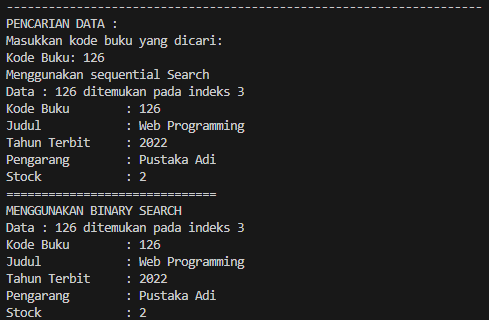 --------------------------------------------------------------------
PENCARIAN DATA :
Masukkan kode buku yang dicari:
Kode Buku: 126
Menggunakan sequential Search
Data : 126 ditemukan pada indeks 3
Kode Buku        : 126
Judul            : Web Programming
Tahun Terbit     : 2022
Pengarang        : Pustaka Adi
Stock            : 2
==============================
MENGGUNAKAN BINARY SEARCH
Data : 126 ditemukan pada indeks 3
Kode Buku        : 126
Judul            : Web Programming
Tahun Terbit     : 2022
Pengarang        : Pustaka Adi
Stock            : 2